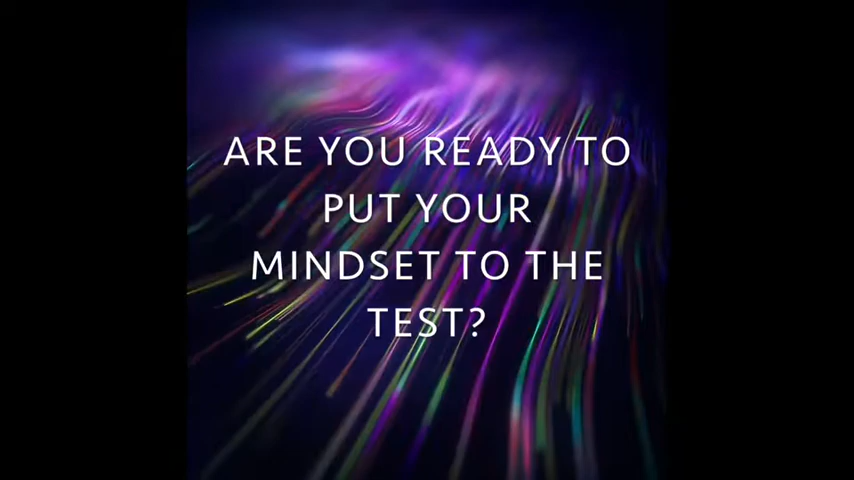 ARE YOU READY TO
PUT YOUR
MINDSET TO THE
TEST?